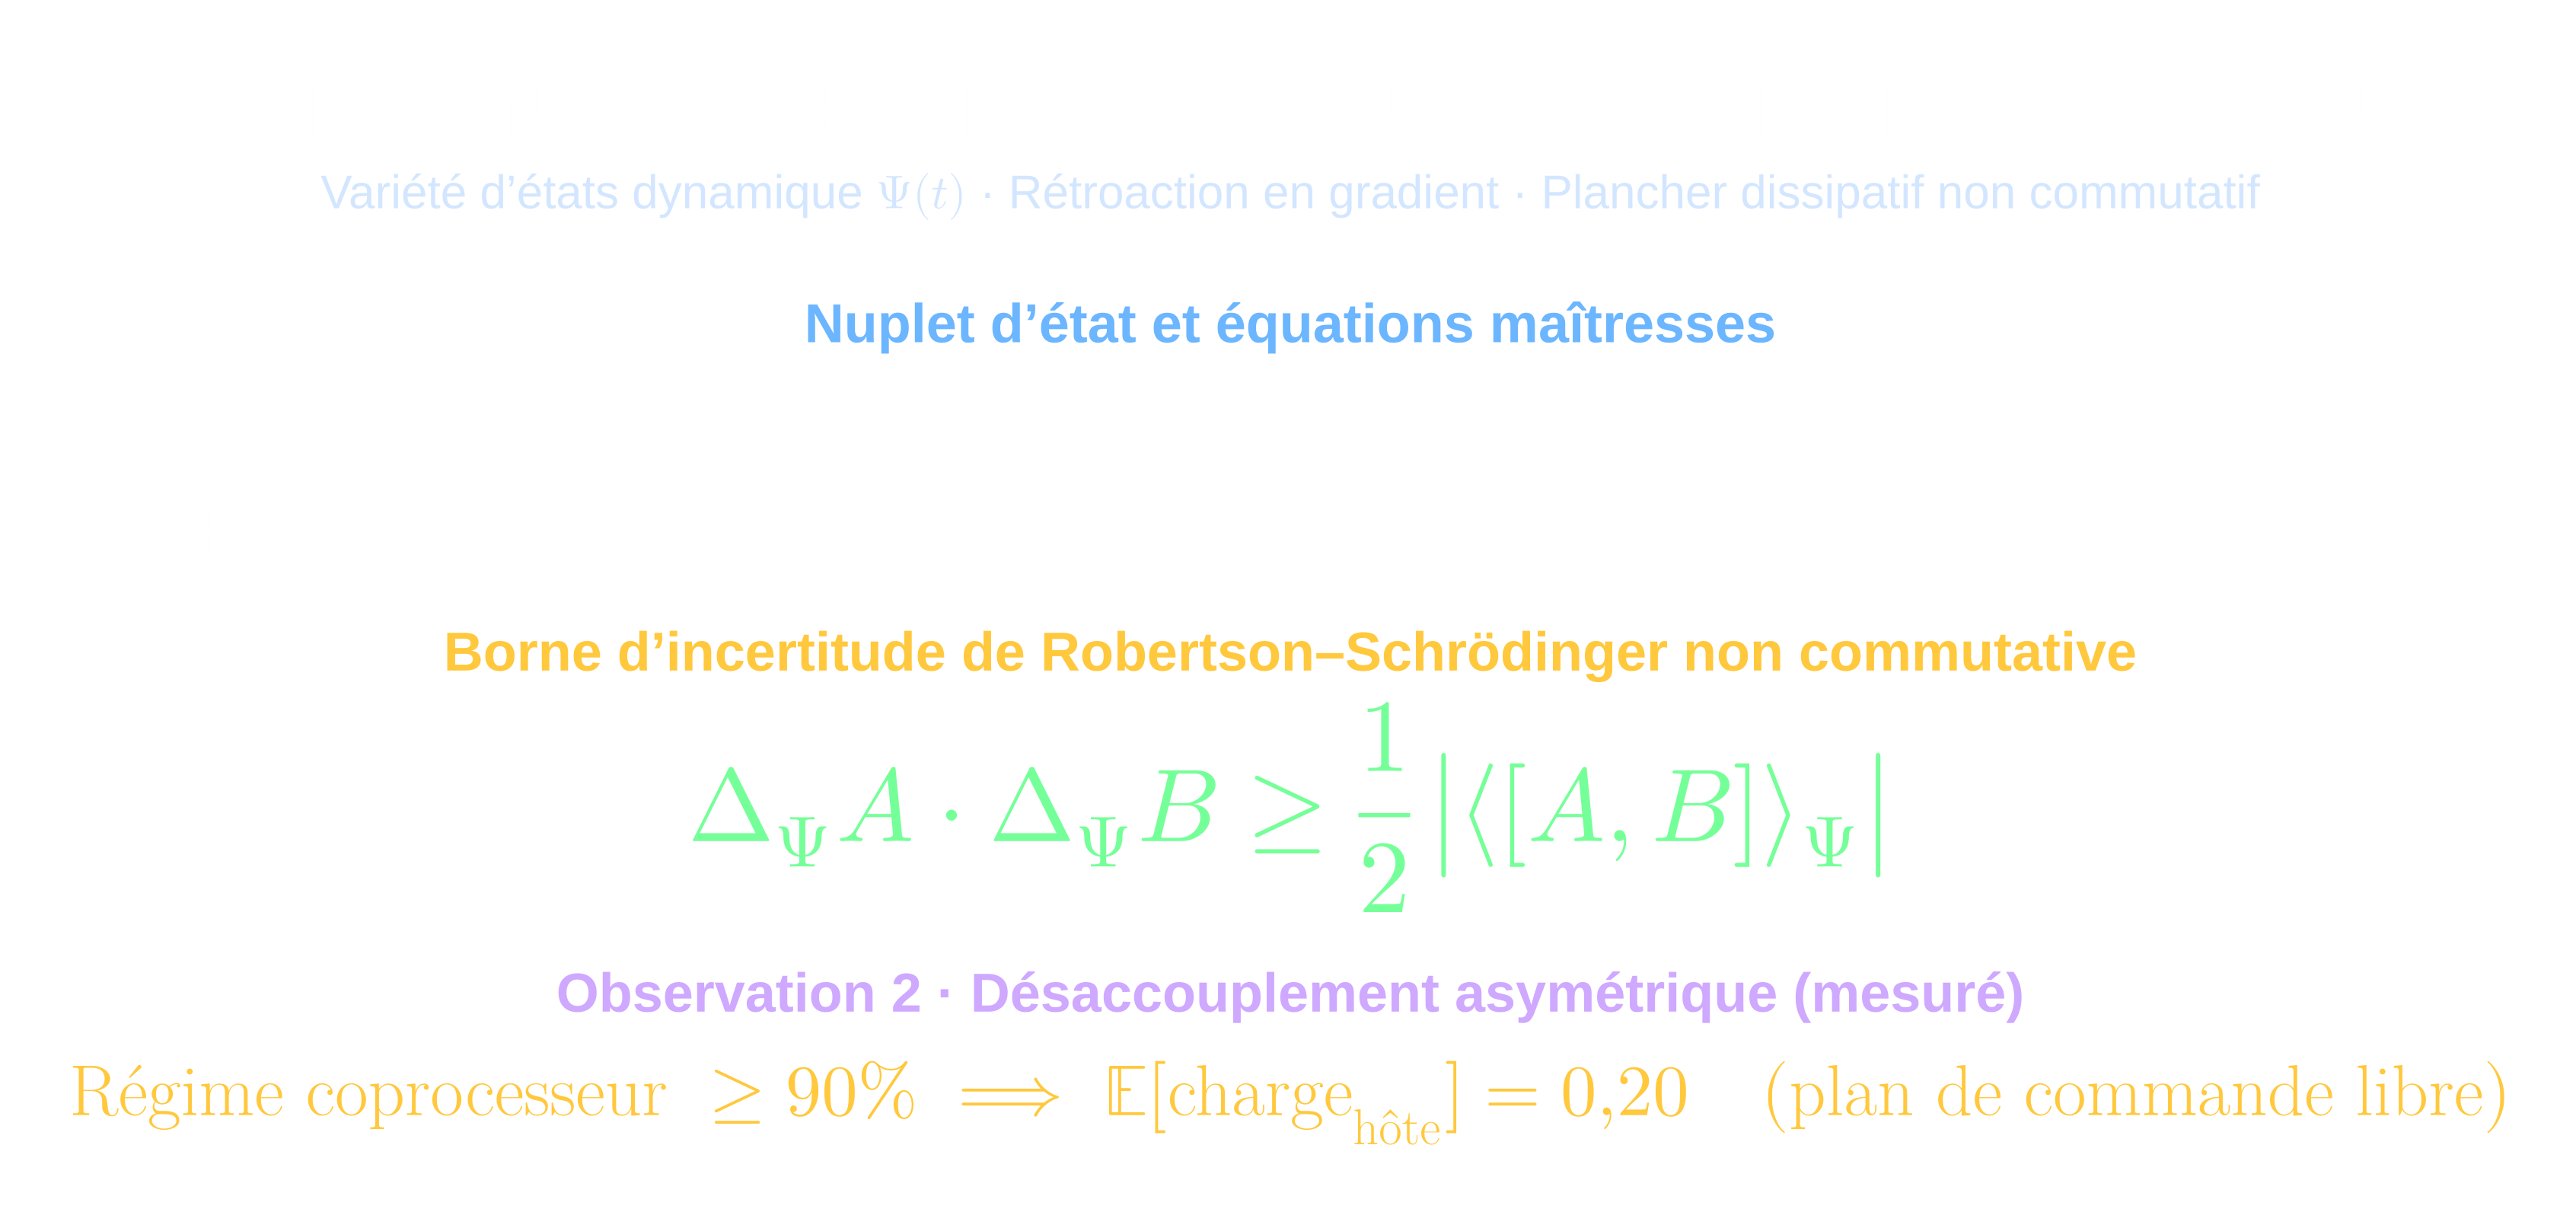 Variété d’états dynamique Ψ(t) · Rétroaction en gradient · Plancher dissipatif non commutatif
Nuplet d’état et équations maîtresses
Borne d’incertitude de Robertson–Schrödinger non commutative
Δ_Ψ A · Δ_Ψ B ≥ 1/2 |⟨[A, B]⟩_Ψ|
Observation 2 · Désaccouplement asymétrique (mesuré)
Régime coprocesseur ≥ 90% ⟹ 𝔼[charge_hôte] = 0,20 (plan de commande libre)